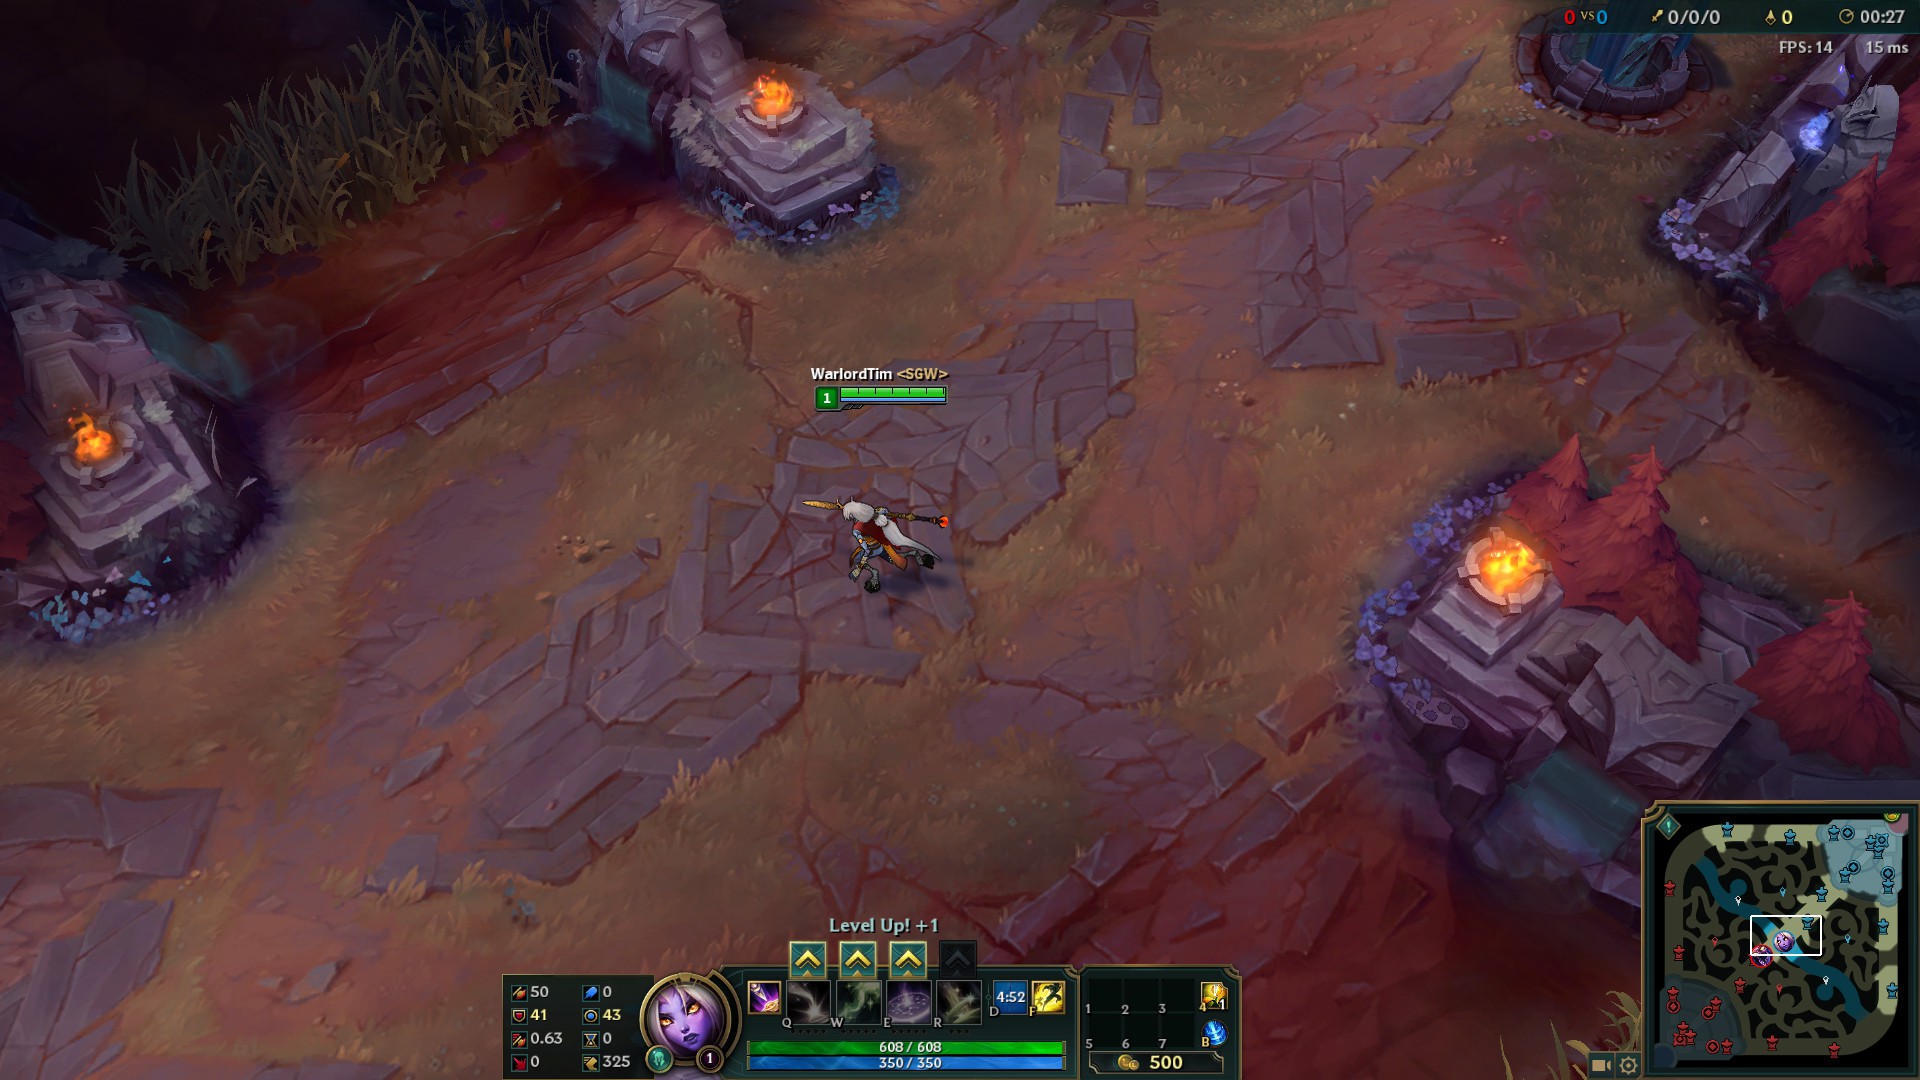 0 vs 0 0/0/0 0 00:27
FPS: 14 15 ms
WarlordTim <SGW>
1
Level Up! +1
50 0
41 43
0.63 0
0 325
1
Q W E R
4:52
D F
608 / 608
350 / 350
1 2 3 4 1
5 6 7 B
500